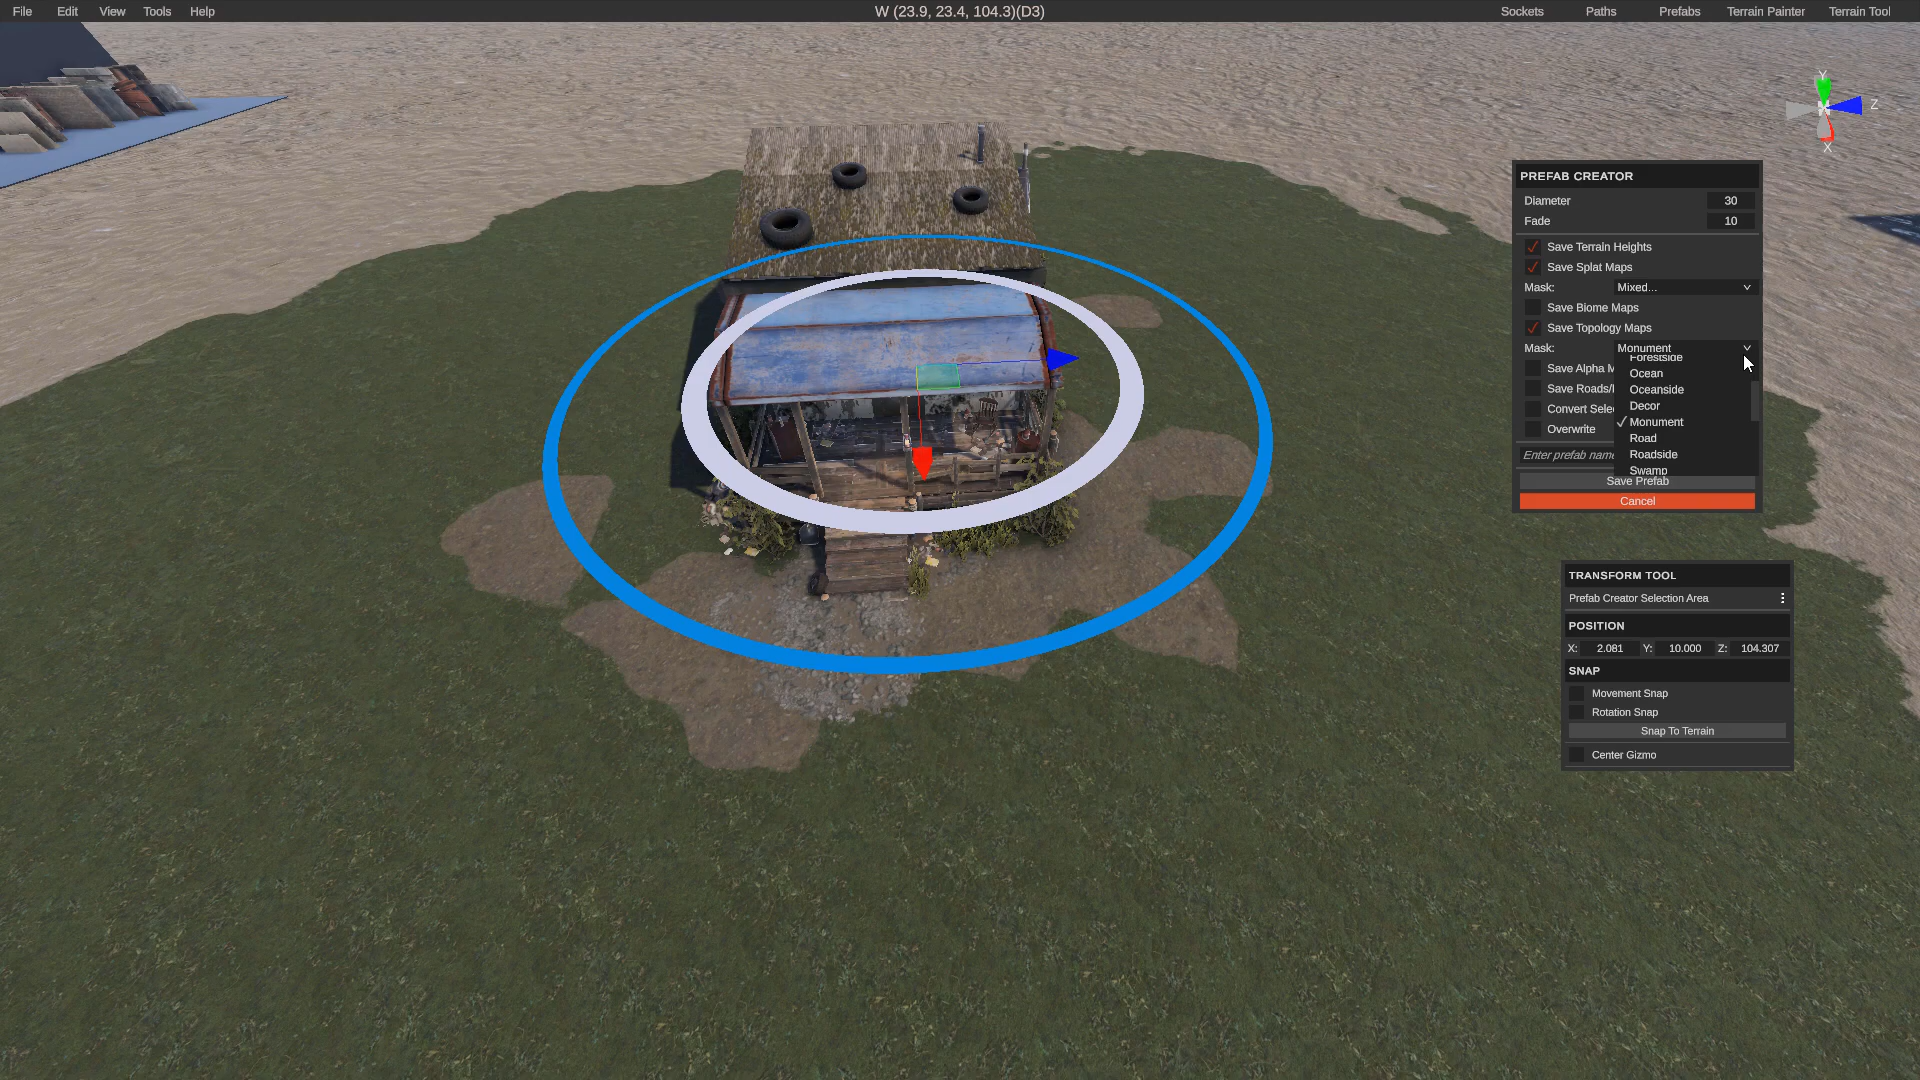 File Edit View Tools Help W (23.9, 23.4, 104.3)(D3) Sockets Paths Prefabs Terrain Painter Terrain Tool
Y
Z
X
PREFAB CREATOR
Diameter 30
Fade 10
Save Terrain Heights
Save Splat Maps
Mask: Mixed...
Save Biome Maps
Save Topology Maps
Mask: Monument
Forestside
Save Alpha M
Ocean
Save Roads/
Oceanside
Convert Sele
Decor
Overwrite
Monument
Road
Enter prefab name
Roadside
Swamp
Save Prefab
Cancel
TRANSFORM TOOL
Prefab Creator Selection Area
POSITION
X: 2.081 Y: 10.000 Z: 104.307
SNAP
Movement Snap
Rotation Snap
Snap To Terrain
Center Gizmo